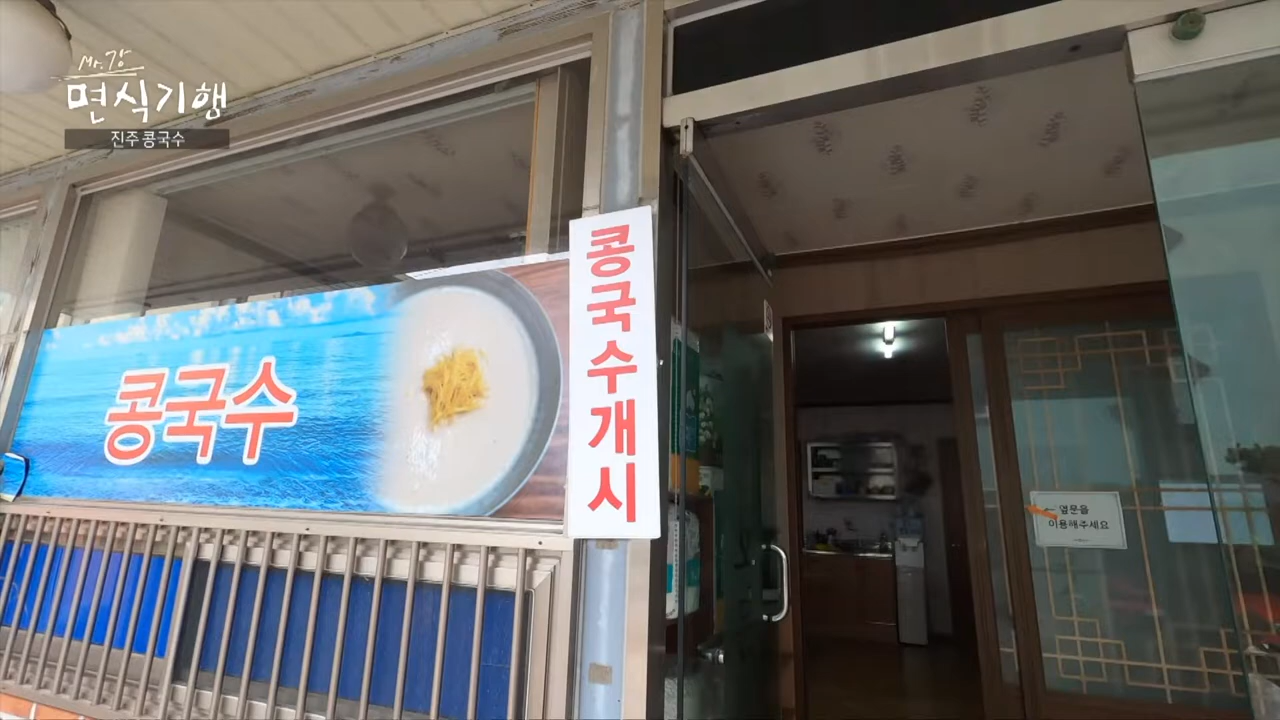 Mr.강
면식기행
진주 콩국수
콩국수
콩국수개시
← 옆문을
이용해주세요